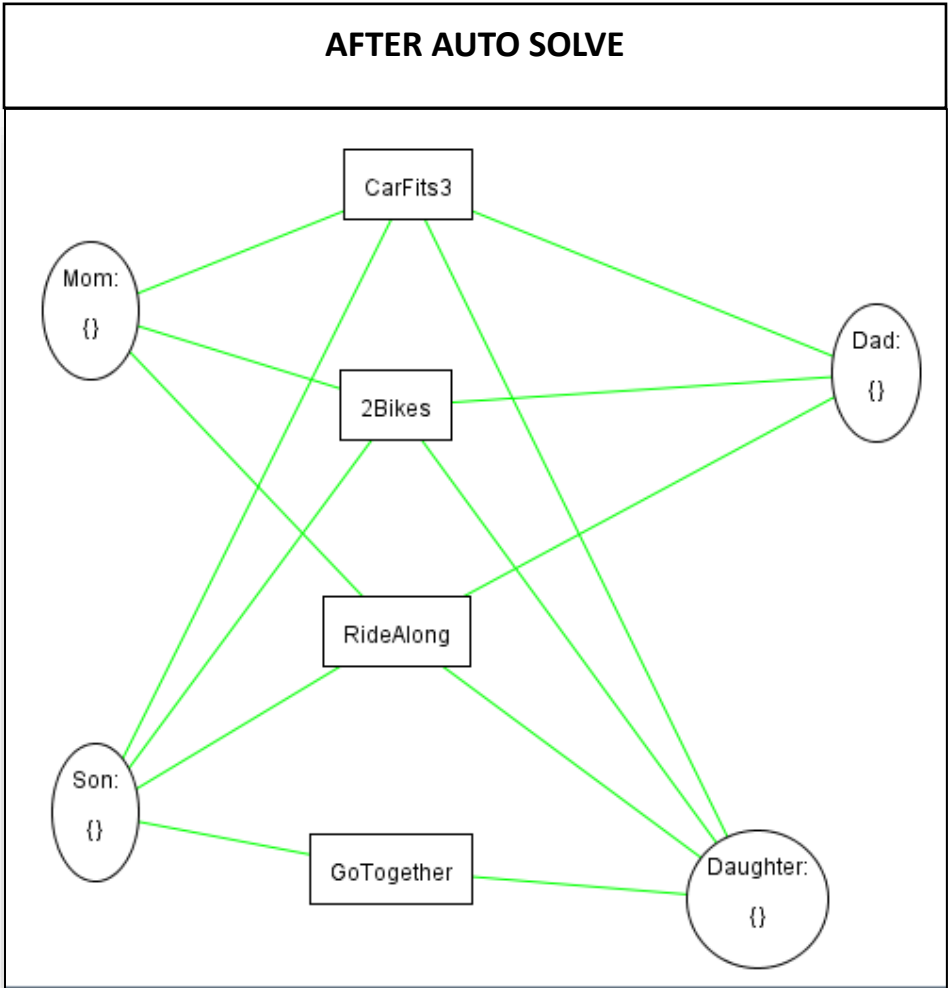 AFTER AUTO SOLVE
CarFits3
Mom:
{}
Dad:
{}
2Bikes
RideAlong
Son:
{}
GoTogether
Daughter:
{}